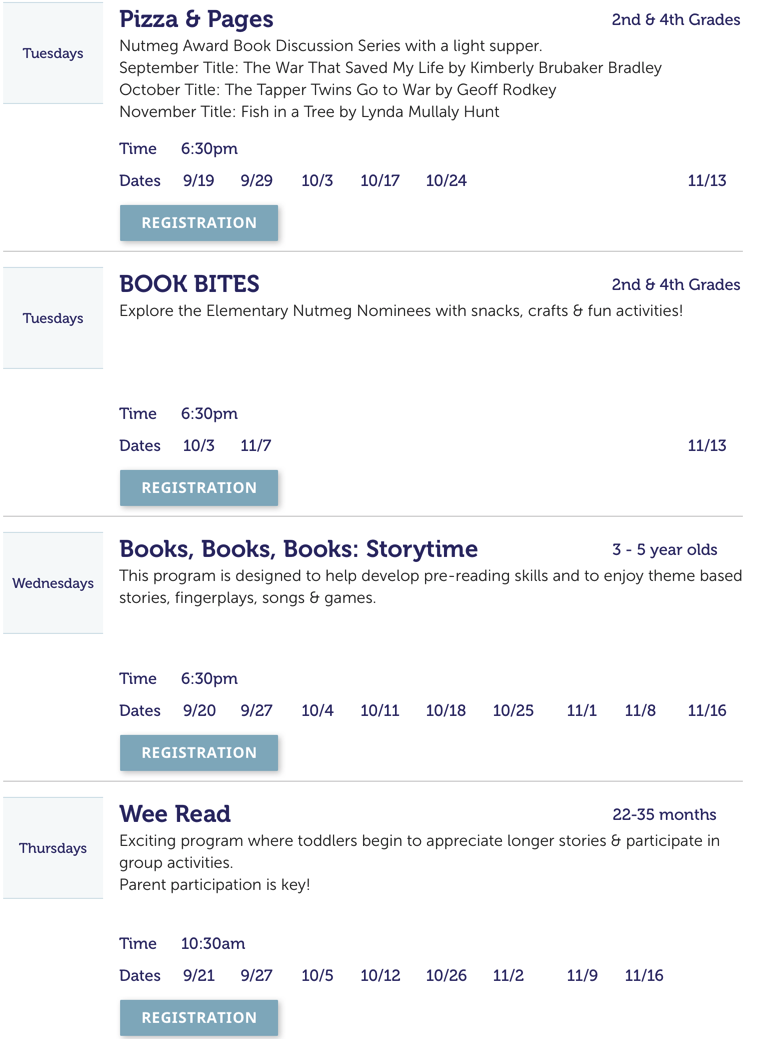 Tuesdays
Pizza & Pages
2nd & 4th Grades
Nutmeg Award Book Discussion Series with a light supper.
September Title: The War That Saved My Life by Kimberly Brubaker Bradley
October Title: The Tapper Twins Go to War by Geoff Rodkey
November Title: Fish in a Tree by Lynda Mullaly Hunt
Time 6:30pm
Dates 9/19 9/29 10/3 10/17 10/24 11/13
REGISTRATION
Tuesdays
BOOK BITES
2nd & 4th Grades
Explore the Elementary Nutmeg Nominees with snacks, crafts & fun activities!
Time 6:30pm
Dates 10/3 11/7 11/13
REGISTRATION
Wednesdays
Books, Books, Books: Storytime
3 - 5 year olds
This program is designed to help develop pre-reading skills and to enjoy theme based
stories, fingerplays, songs & games.
Time 6:30pm
Dates 9/20 9/27 10/4 10/11 10/18 10/25 11/1 11/8 11/16
REGISTRATION
Thursdays
Wee Read
22-35 months
Exciting program where toddlers begin to appreciate longer stories & participate in
group activities.
Parent participation is key!
Time 10:30am
Dates 9/21 9/27 10/5 10/12 10/26 11/2 11/9 11/16
REGISTRATION